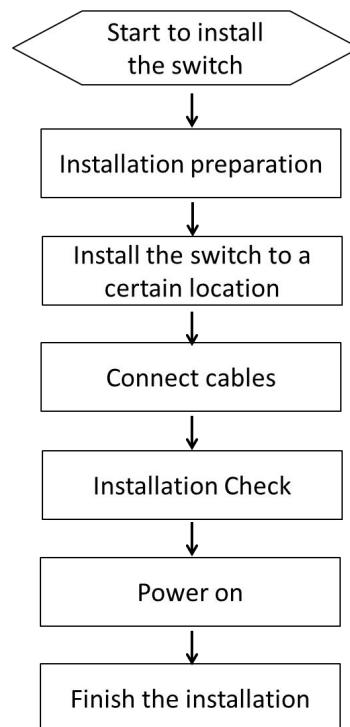 Start to install
the switch
Installation preparation
Install the switch to a
certain location
Connect cables
Installation Check
Power on
Finish the installation